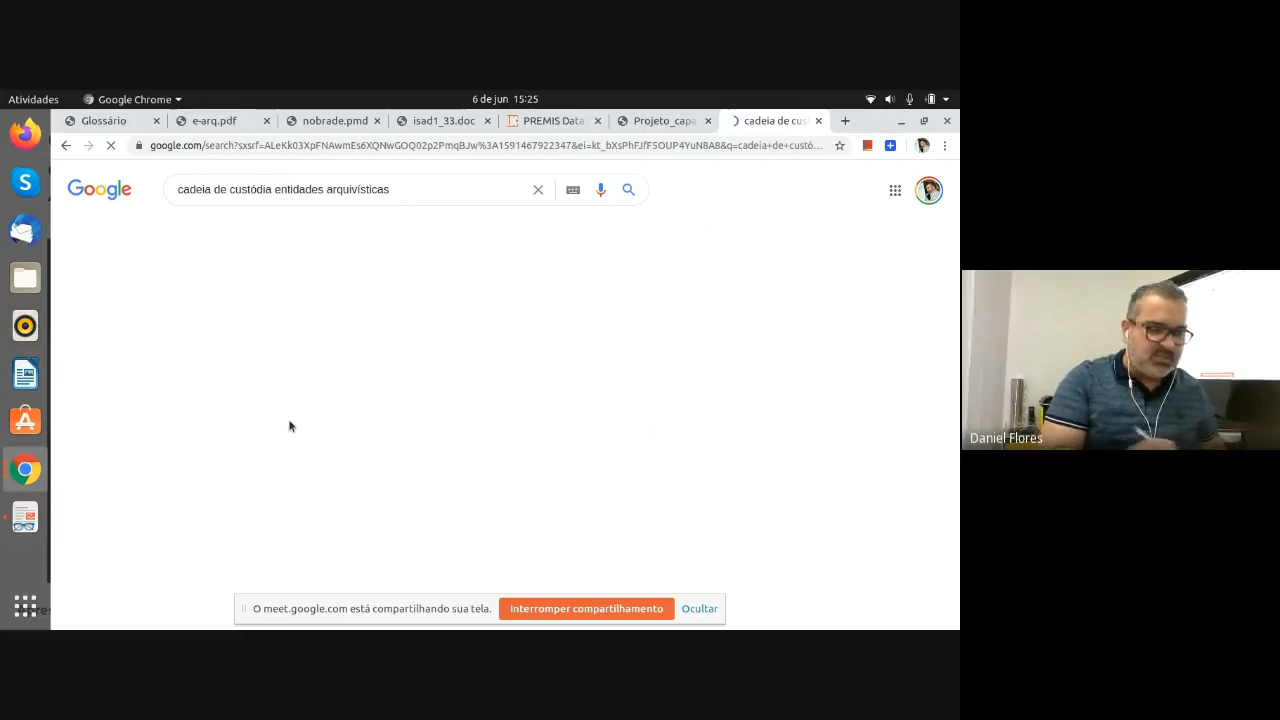 Atividades
Google Chrome
6 de jun 15:25
Glossário
e-arq.pdf
nobrade.pmd
isad1_33.doc
PREMIS Data
Projeto_capa
cadeia de cus
google.com/search?sxsrf=ALeKk03XpFNAwmEs6XQNwGOQ02p2PmqBJw%3A1591467922347&ei=kt_bXsPhFJfF5OUP4YuN8A8&q=cadeia+de+custó...
Google
cadeia de custódia entidades arquivísticas
Daniel Flores
O meet.google.com está compartilhando sua tela.
Interromper compartilhamento
Ocultar